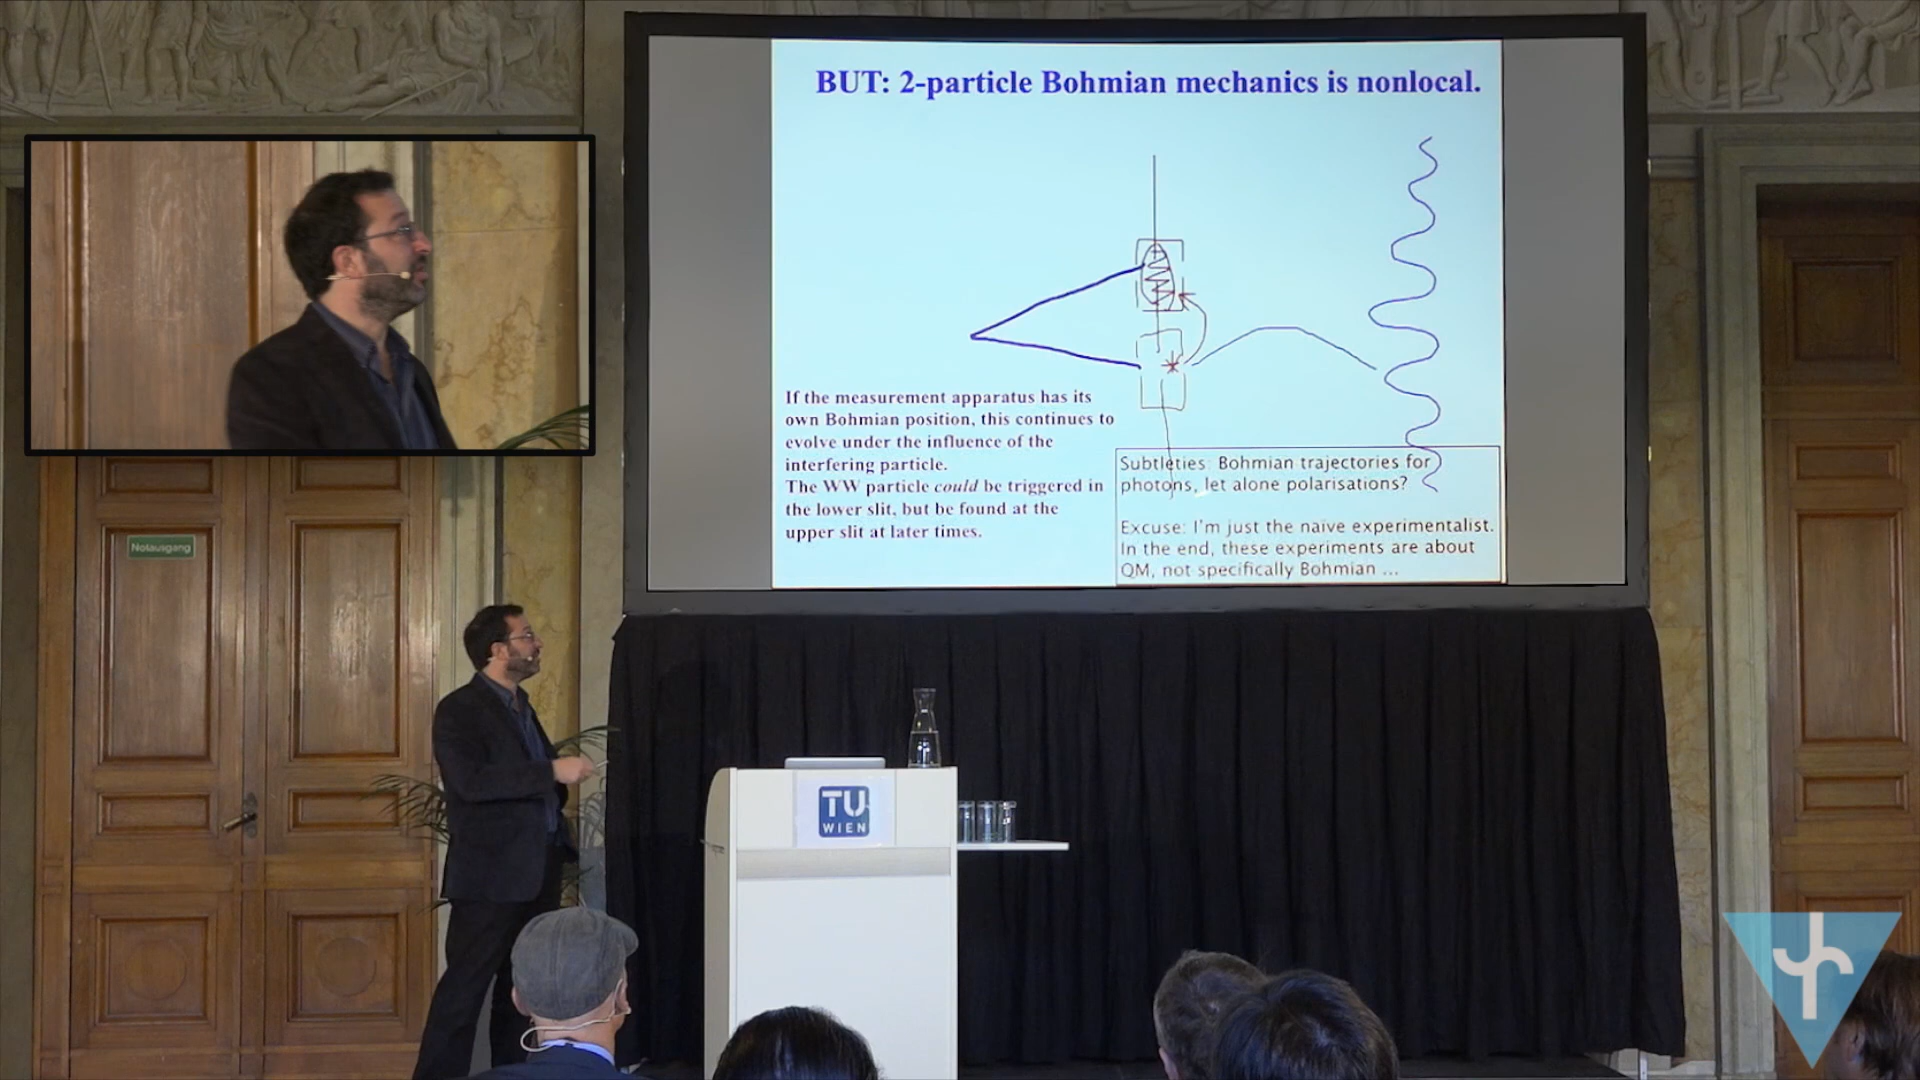 BUT: 2-particle Bohmian mechanics is nonlocal.
If the measurement apparatus has its
own Bohmian position, this continues to
evolve under the influence of the
interfering particle.
The WW particle could be triggered in
the lower slit, but be found at the
upper slit at later times.
Subtleties: Bohmian trajectories for
photons, let alone polarisations?
Excuse: I'm just the naïve experimentalist.
In the end, these experiments are about
QM, not specifically Bohmian ...
Notausgang
TU
WIEN